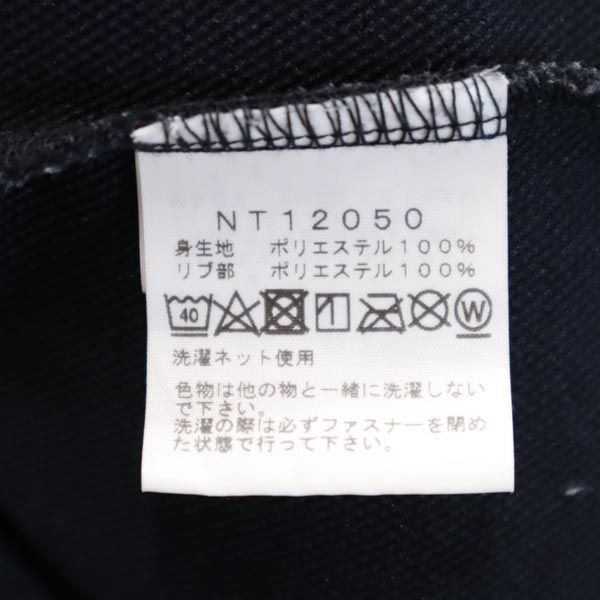 NT12050
身生地 ポリエステル100%
リブ部 ポリエステル100%
40 W
洗濯ネット使用
色物は他の物と一緒に洗濯しない
で下さい。
洗濯の際は必ずファスナーを閉め
た状態で行って下さい。